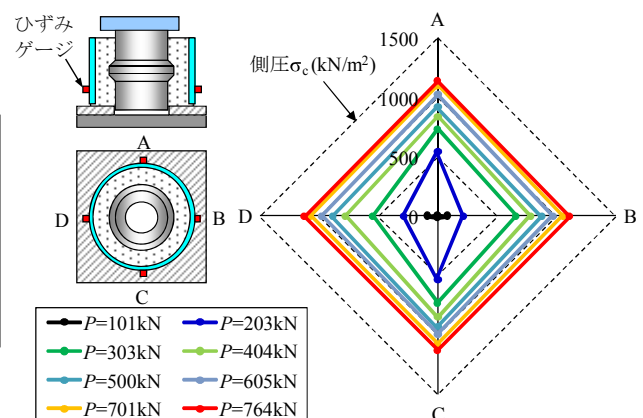 ひずみ
ゲージ
A
D
B
C
側圧σc(kN/m²)
A
1500
1000
500
0
D
B
C
P=101kN
P=203kN
P=303kN
P=404kN
P=500kN
P=605kN
P=701kN
P=764kN